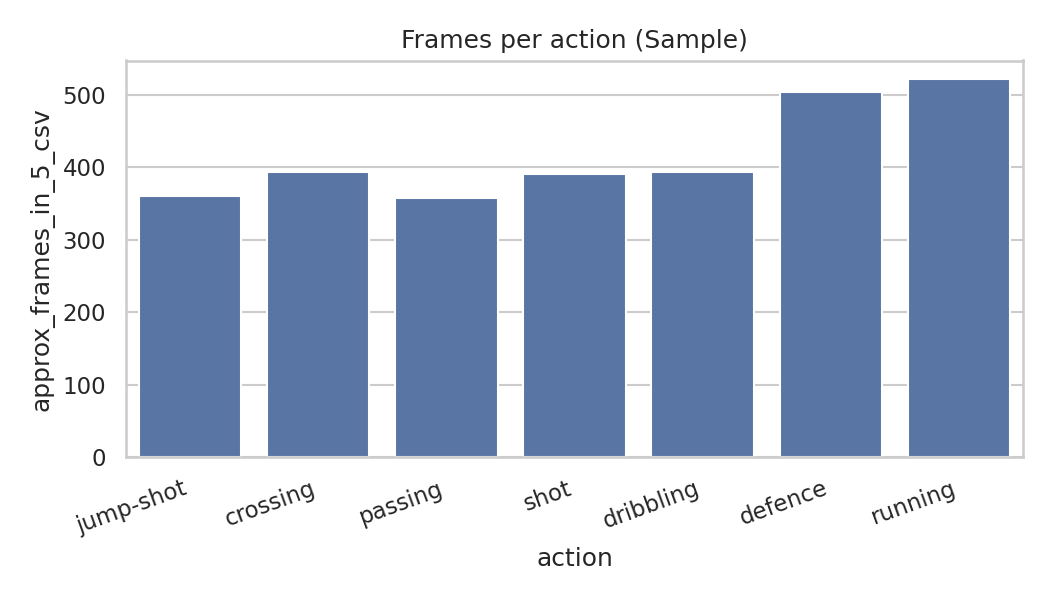 Frames per action (Sample)
approx_frames_in_5_csv
500
400
300
200
100
0
jump-shot
crossing
passing
shot
dribbling
defence
running
action